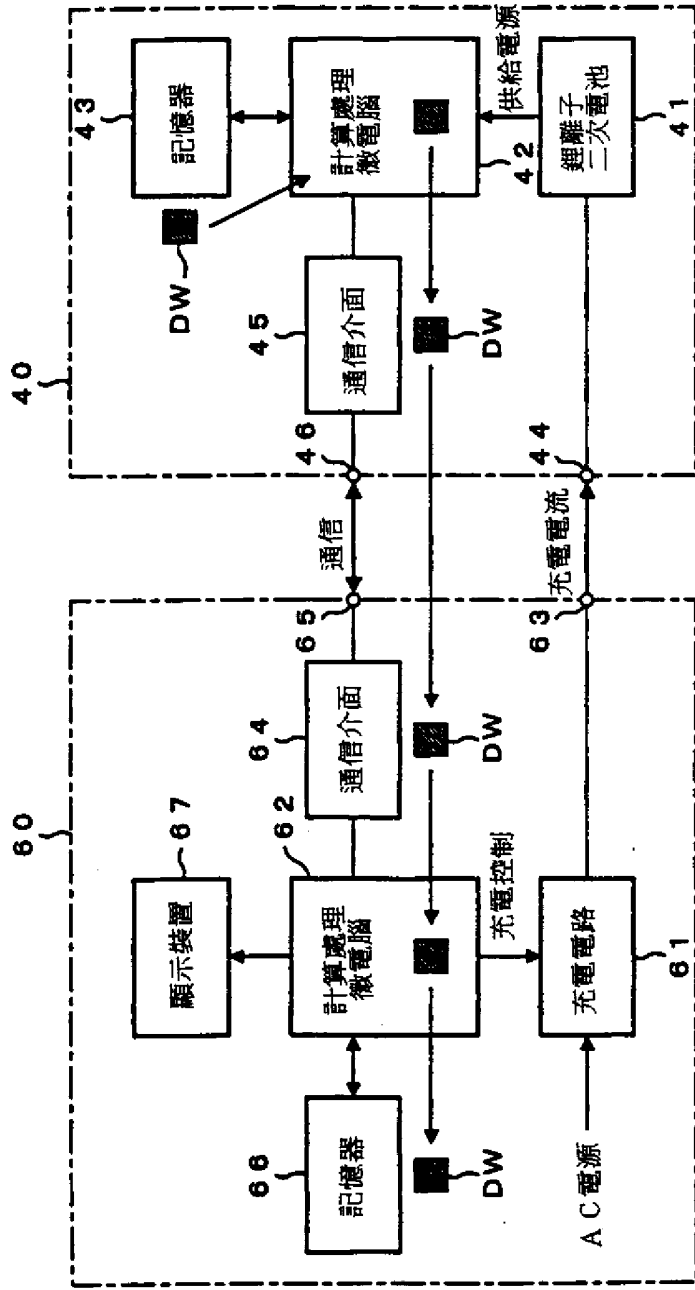 60
67
顯示裝置
66
記憶器
62
計算處理
微電腦
64
通信介面
65
通信
DW
DW
充電控制
AC電源
充電電路
61
63
充電電流
40
43
記憶器
DW
46
45
通信介面
計算處理
微電腦
42
DW
供給電源
44
鋰離子
二次電池
41